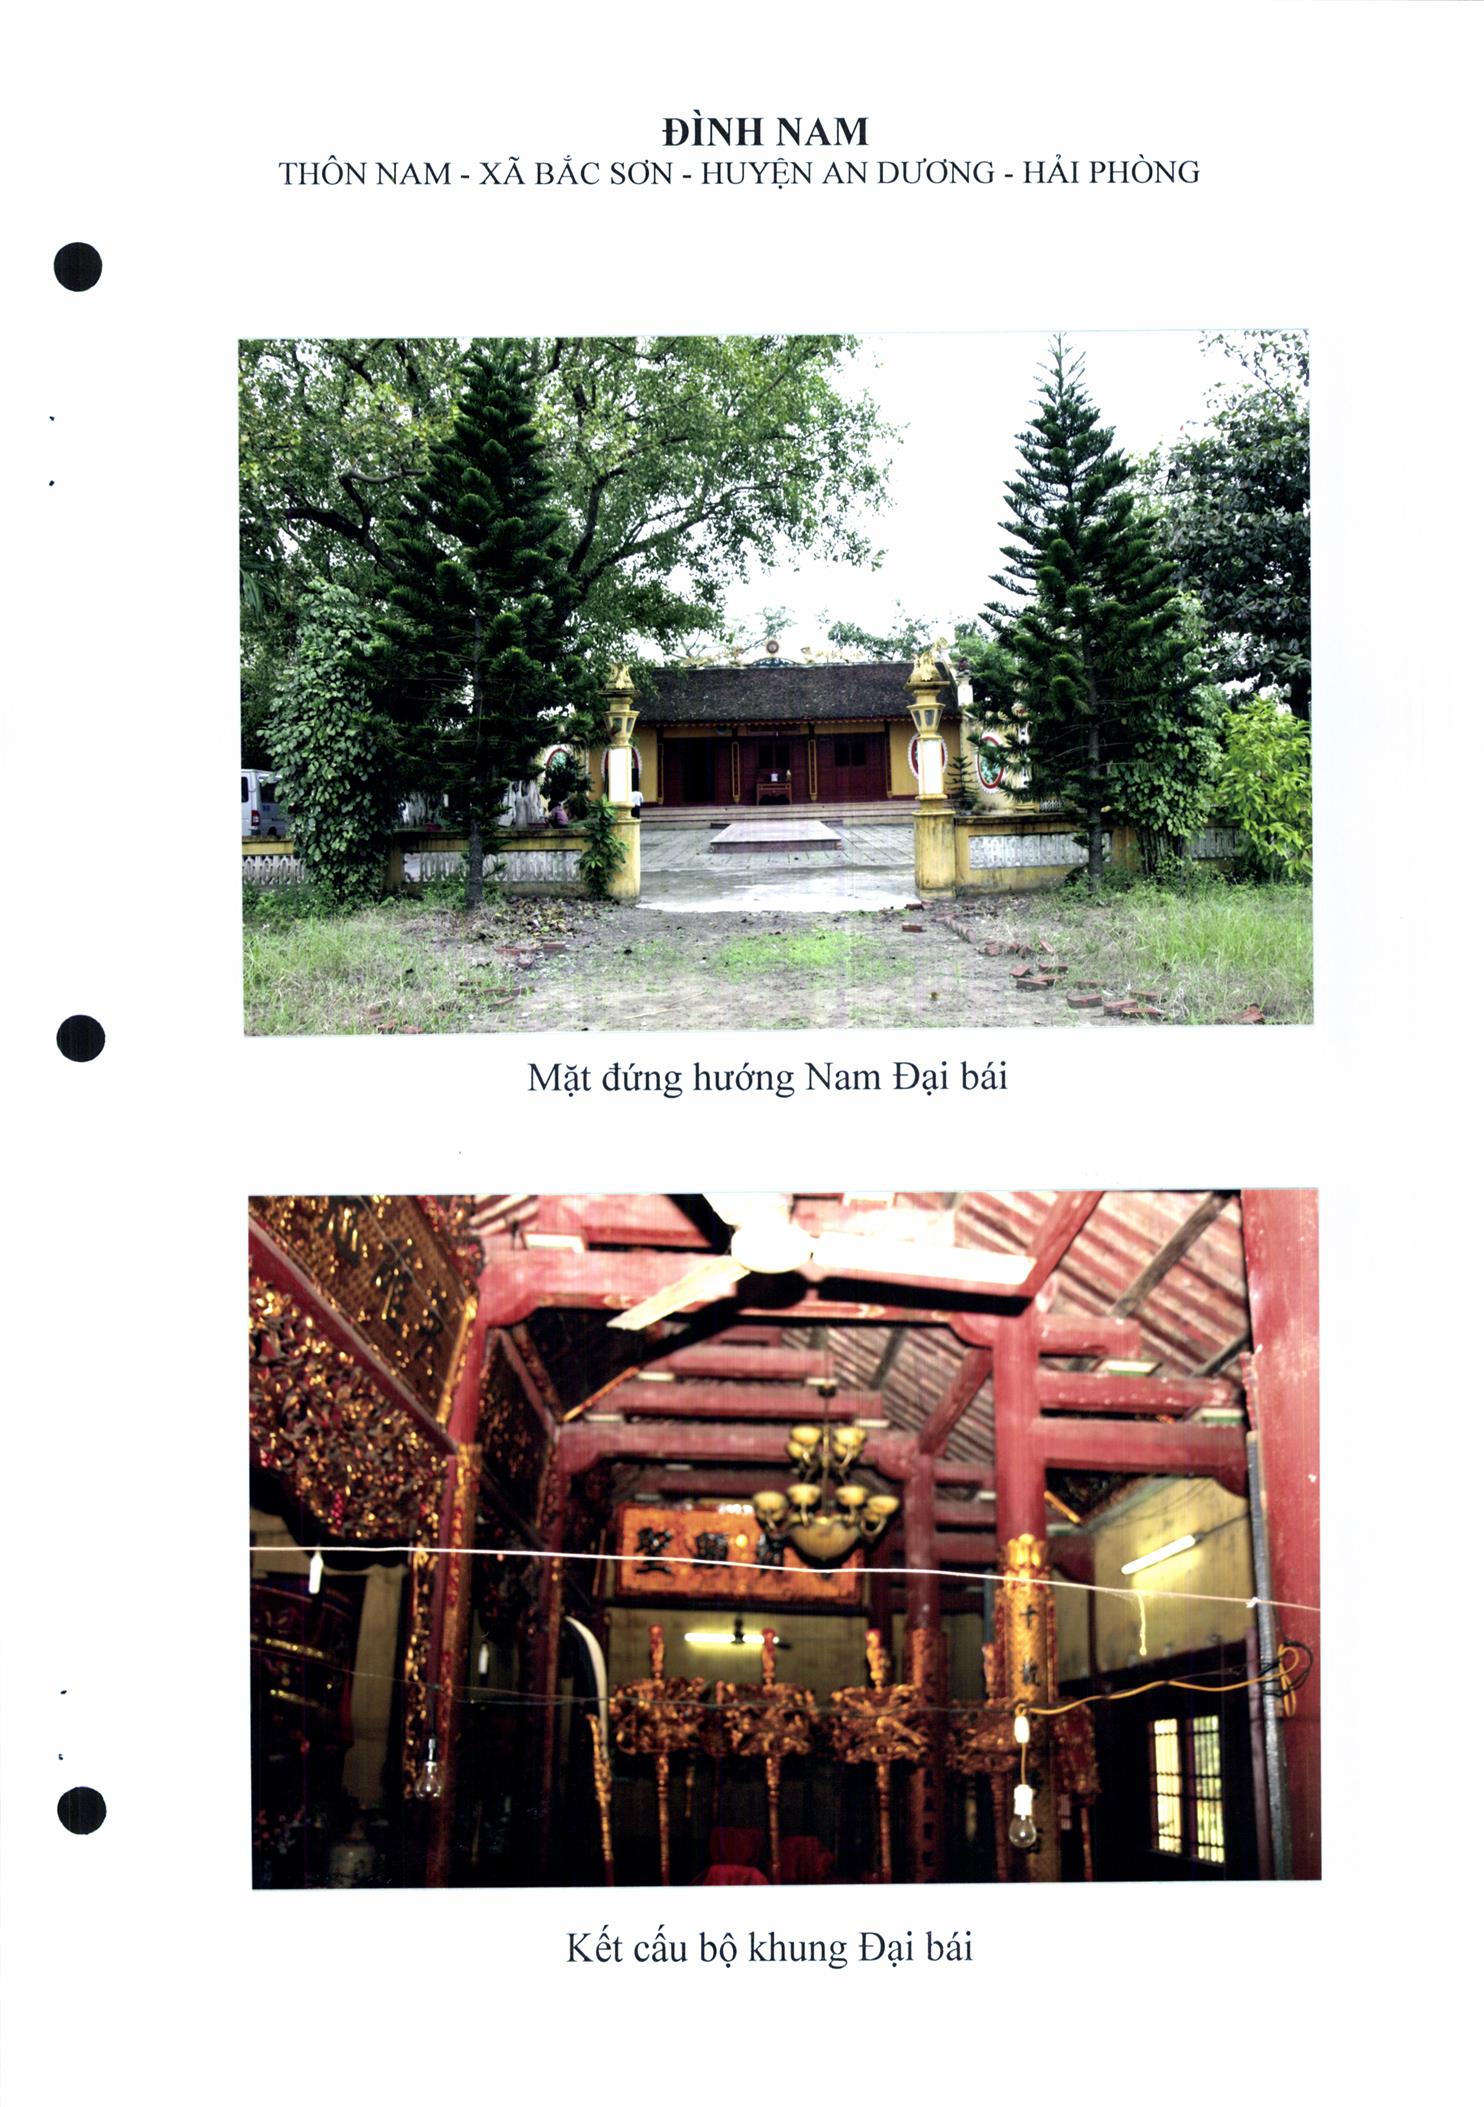 ĐÌNH NAM
THÔN NAM - XÃ BẮC SƠN - HUYỆN AN DƯƠNG - HẢI PHÒNG
Mặt đứng hướng Nam Đại bái
Kết cấu bộ khung Đại bái